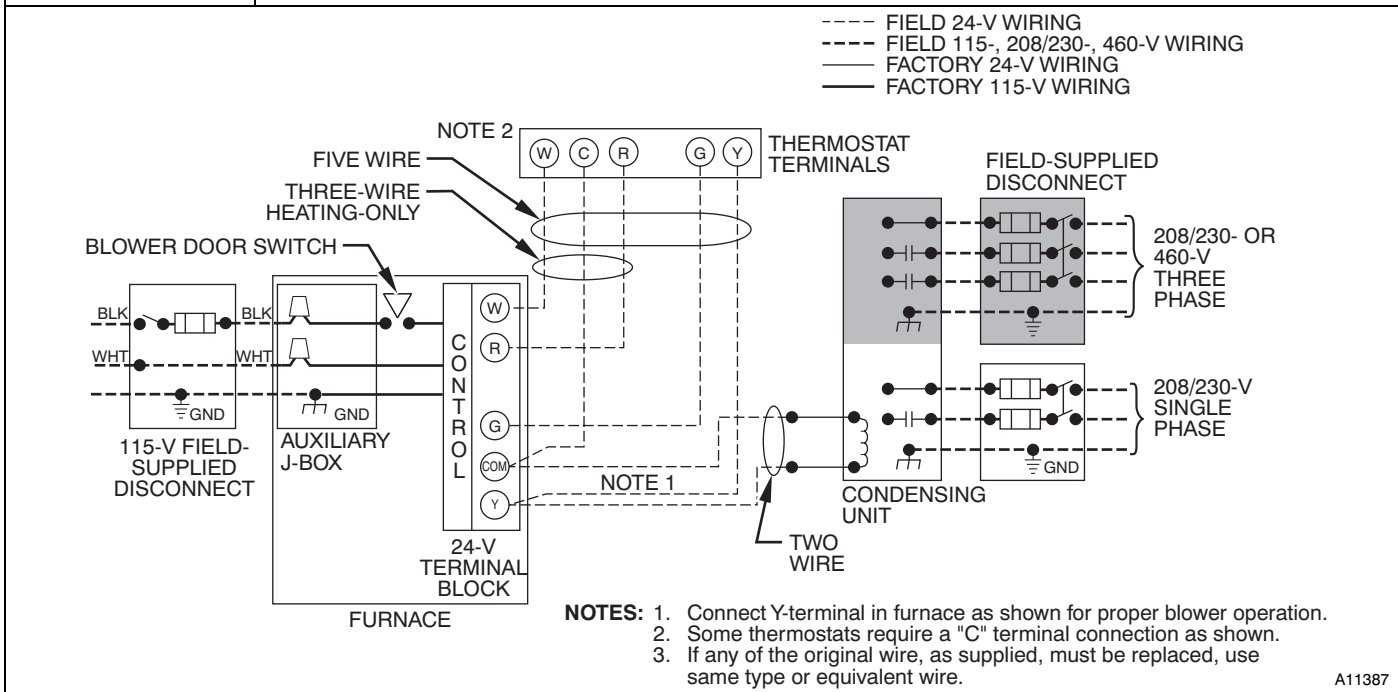 FIELD 24-V WIRING
FIELD 115-, 208/230-, 460-V WIRING
FACTORY 24-V WIRING
FACTORY 115-V WIRING
NOTE 2
W C R G Y
THERMOSTAT
TERMINALS
FIVE WIRE
THREE-WIRE
HEATING-ONLY
BLOWER DOOR SWITCH
FIELD-SUPPLIED
DISCONNECT
208/230- OR
460-V
THREE
PHASE
BLK
BLK
WHT
WHT
GND
GND
115-V FIELD-
SUPPLIED
DISCONNECT
AUXILIARY
J-BOX
CONTROL
W
R
G
COM
Y
24-V
TERMINAL
BLOCK
FURNACE
NOTE 1
TWO
WIRE
CONDENSING
UNIT
208/230-V
SINGLE
PHASE
GND
NOTES: 1. Connect Y-terminal in furnace as shown for proper blower operation.
2. Some thermostats require a "C" terminal connection as shown.
3. If any of the original wire, as supplied, must be replaced, use
same type or equivalent wire.
A11387